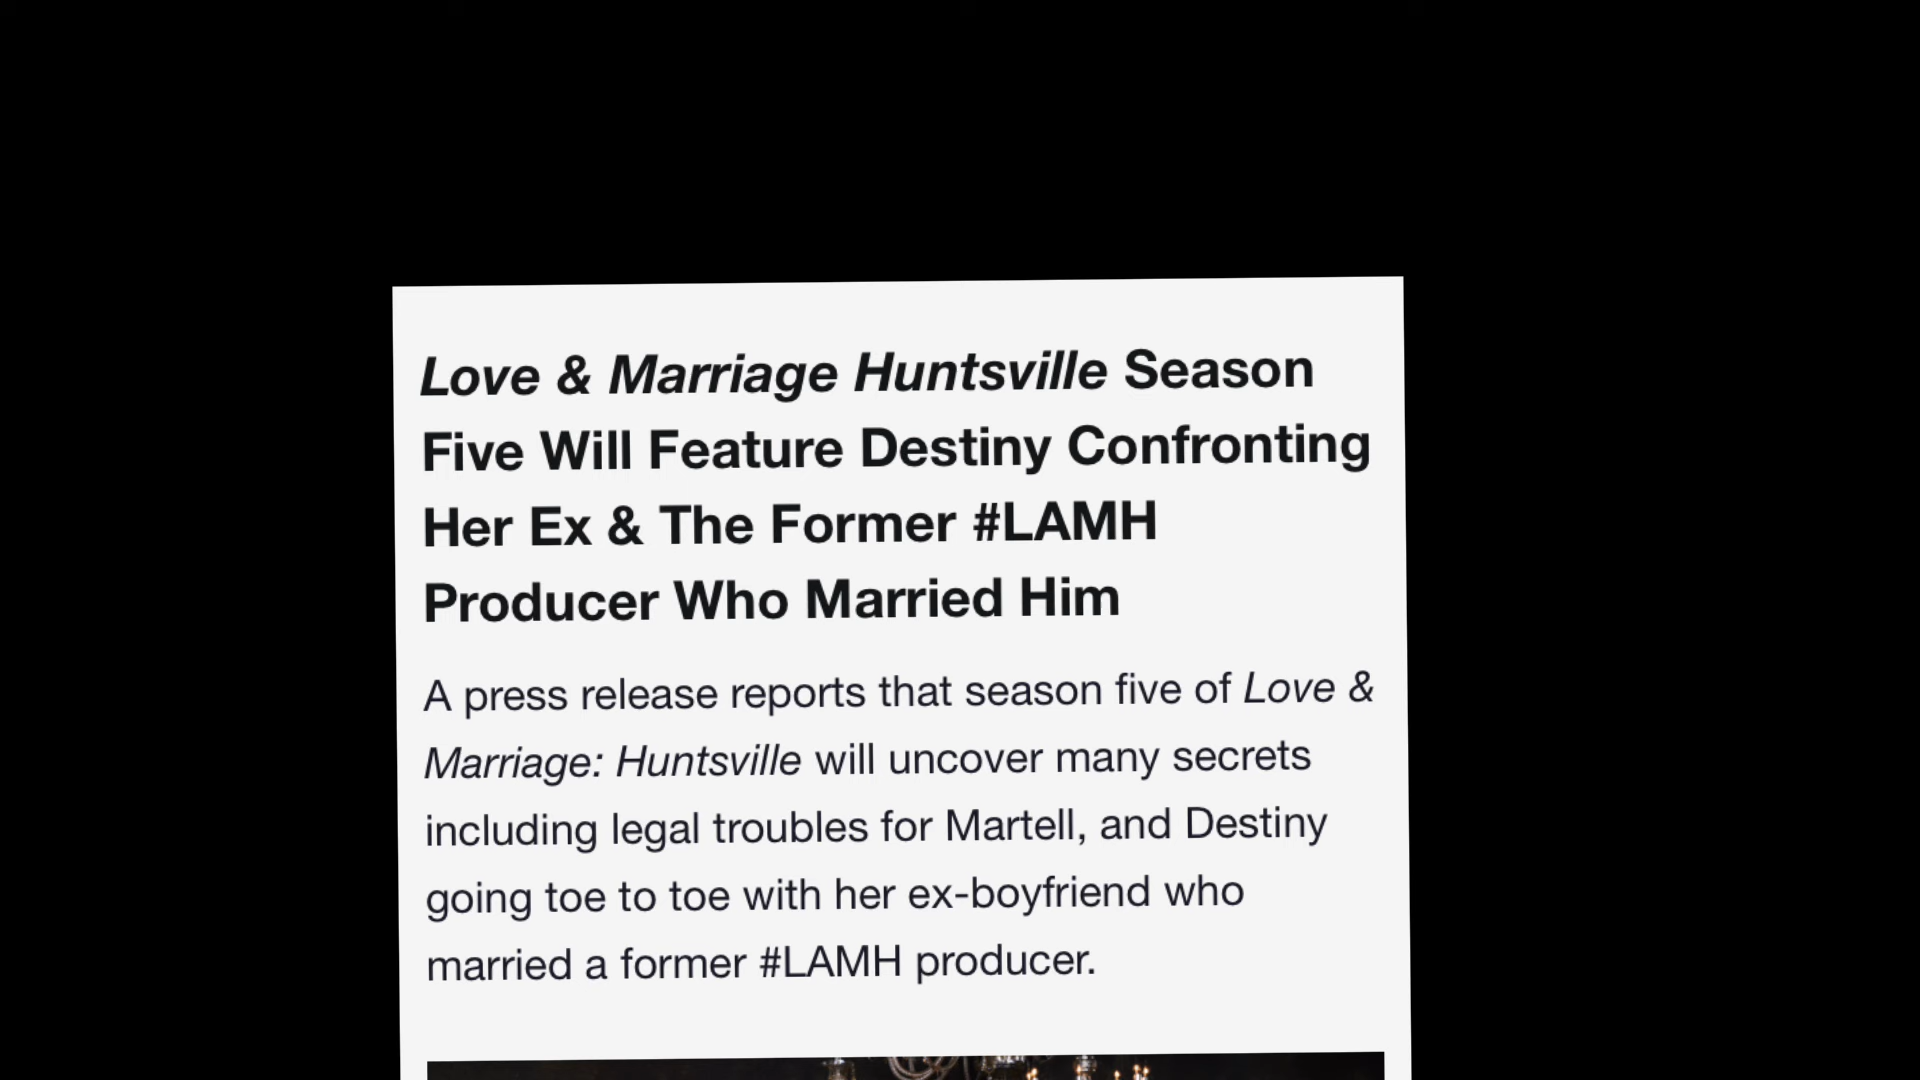 Love & Marriage Huntsville Season
Five Will Feature Destiny Confronting
Her Ex & The Former #LAMH
Producer Who Married Him
A press release reports that season five of Love &
Marriage: Huntsville will uncover many secrets
including legal troubles for Martell, and Destiny
going toe to toe with her ex-boyfriend who
married a former #LAMH producer.